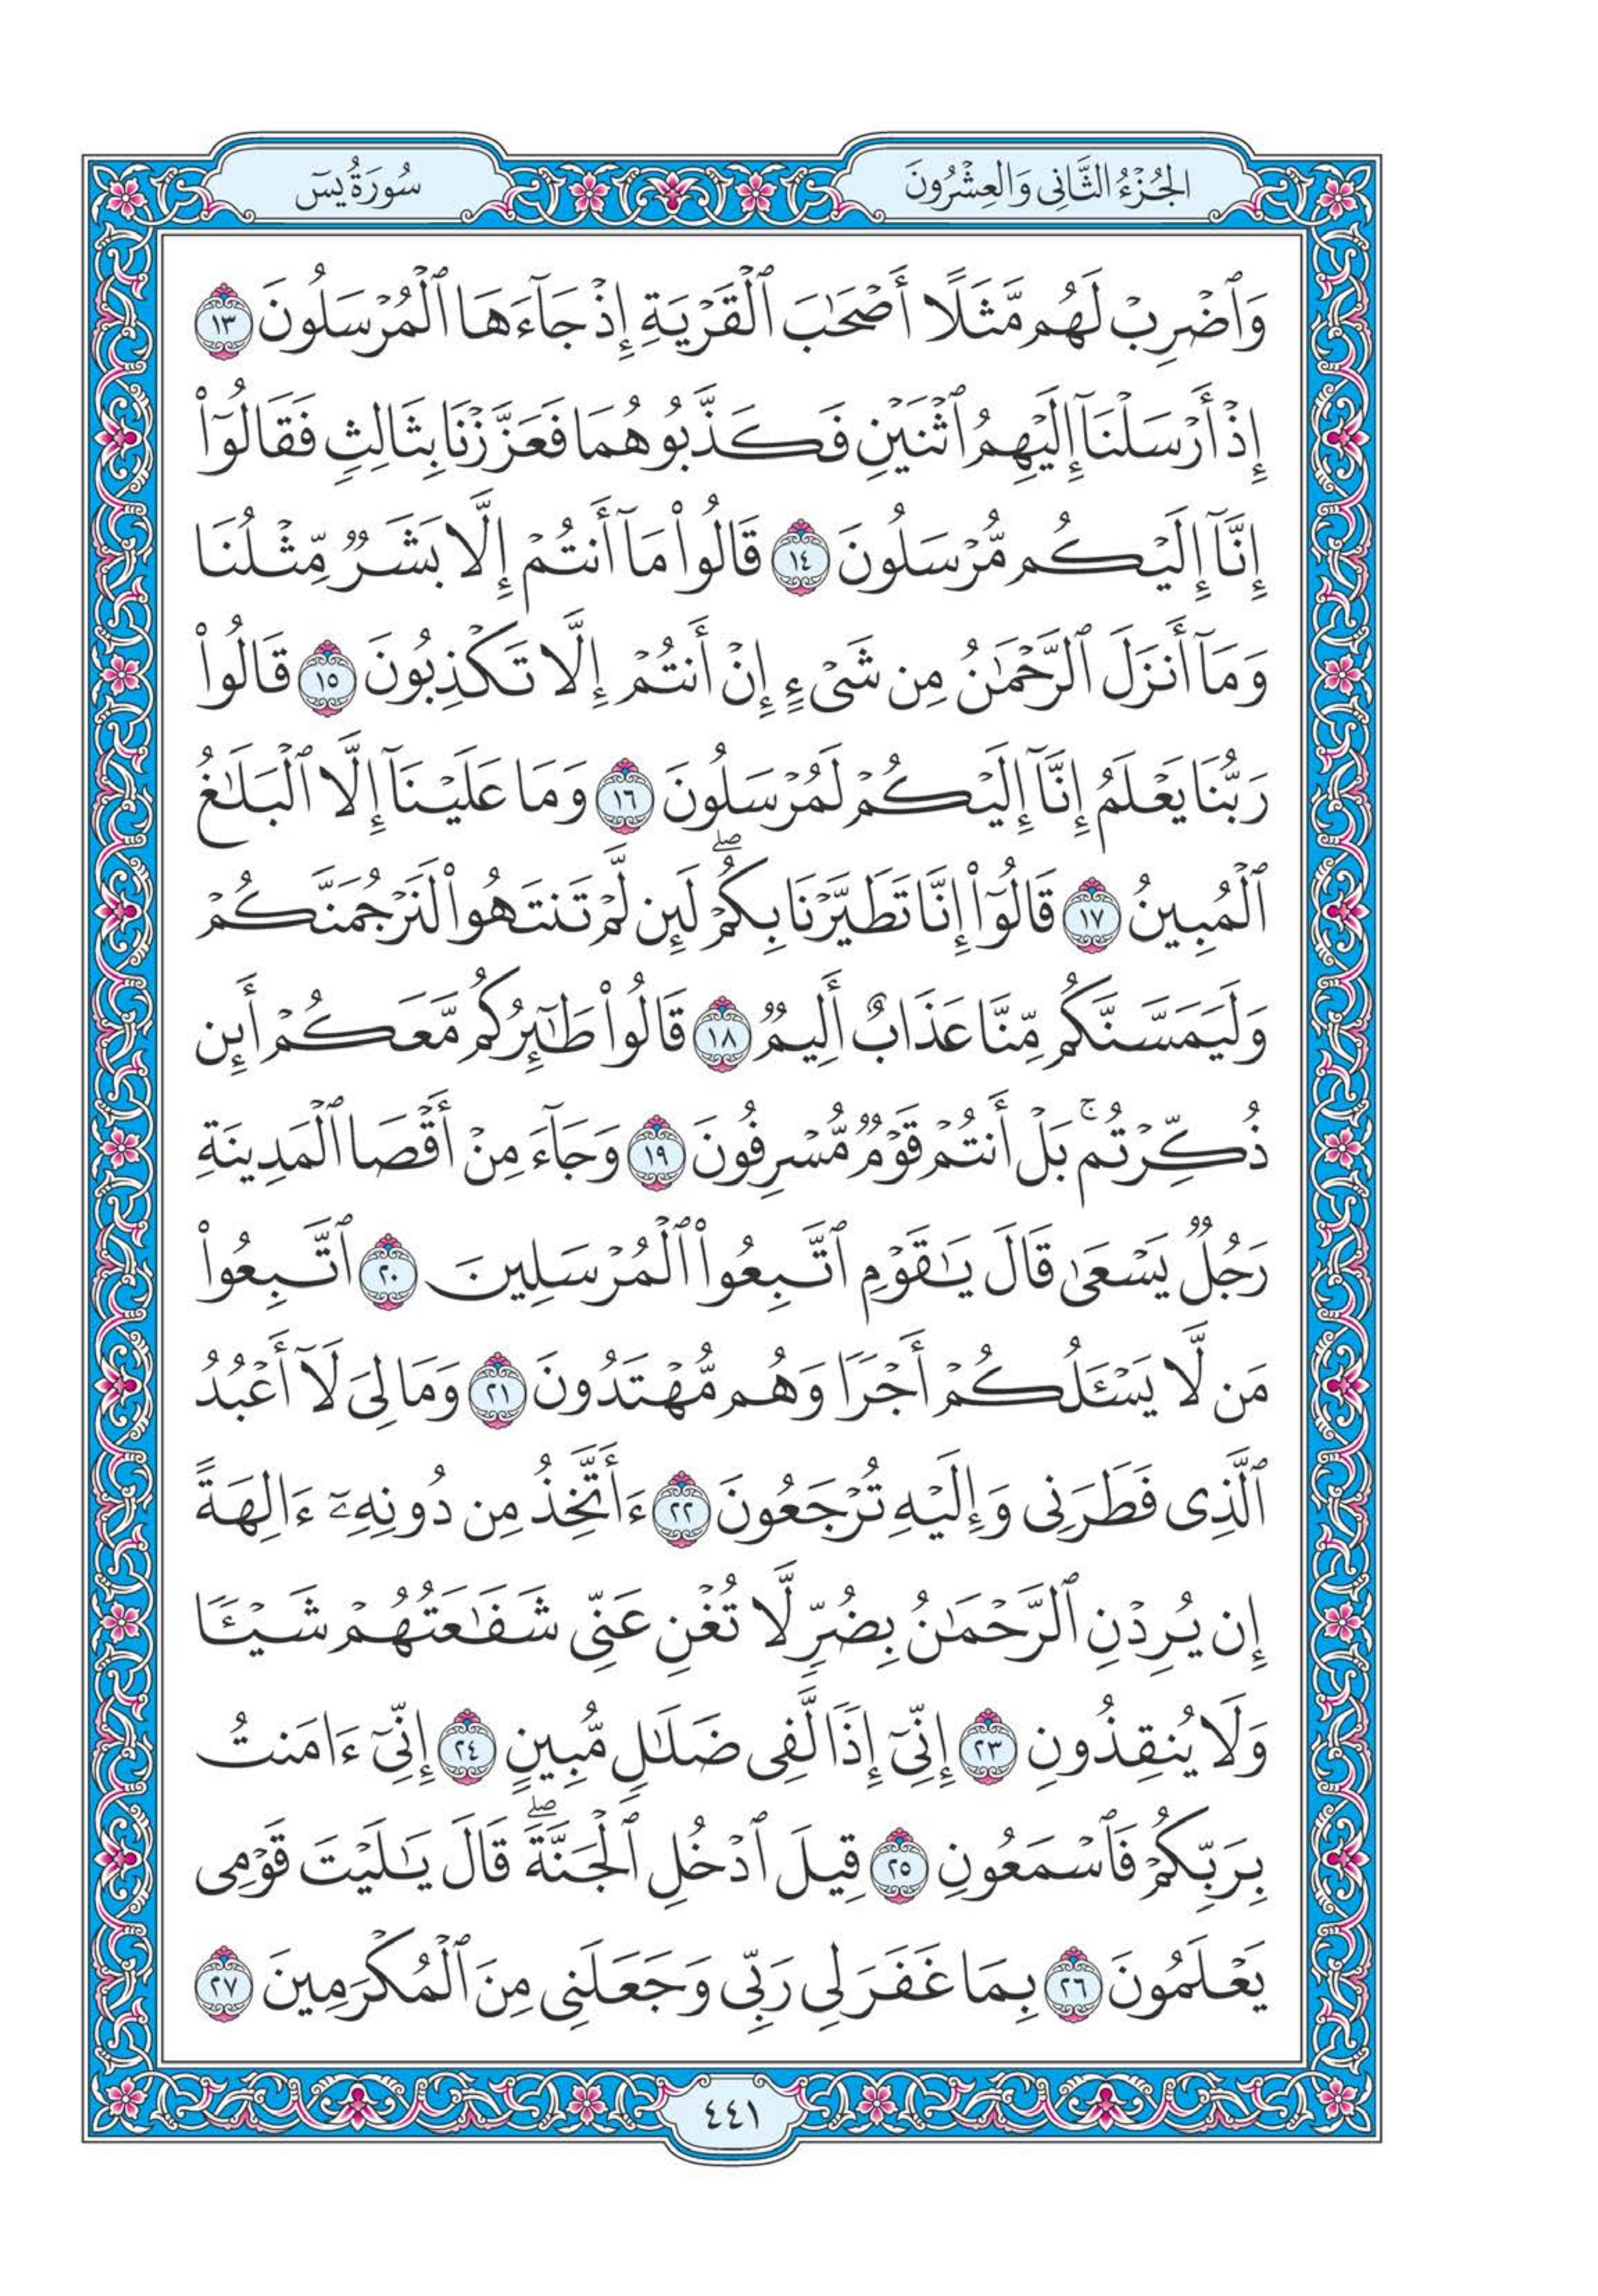 الجُزْءُ الثَّانِي وَالعِشْرُونَ
سُورَةُ يسٓ
وَٱضْرِبْ لَهُم مَّثَلًا أَصْحَٰبَ ٱلْقَرْيَةِ إِذْ جَآءَهَا ٱلْمُرْسَلُونَ ١٣
إِذْ أَرْسَلْنَآ إِلَيْهِمُ ٱثْنَيْنِ فَكَذَّبُوهُمَا فَعَزَّزْنَا بِثَالِثٍ فَقَالُوٓا۟
إِنَّآ إِلَيْكُم مُّرْسَلُونَ ١٤ قَالُوا۟ مَآ أَنتُمْ إِلَّا بَشَرٌ مِّثْلُنَا
وَمَآ أَنزَلَ ٱلرَّحْمَٰنُ مِن شَىْءٍ إِنْ أَنتُمْ إِلَّا تَكْذِبُونَ ١٥ قَالُوا۟
رَبُّنَا يَعْلَمُ إِنَّآ إِلَيْكُمْ لَمُرْسَلُونَ ١٦ وَمَا عَلَيْنَآ إِلَّا ٱلْبَلَٰغُ
ٱلْمُبِينُ ١٧ قَالُوٓا۟ إِنَّا تَطَيَّرْنَا بِكُمْ ۖ لَئِن لَّمْ تَنتَهُوا۟ لَنَرْجُمَنَّكُمْ
وَلَيَمَسَّنَّكُم مِّنَّا عَذَابٌ أَلِيمٌ ١٨ قَالُوا۟ طَٰٓئِرُكُم مَّعَكُمْ أَئِن
ذُكِّرْتُم ۚ بَلْ أَنتُمْ قَوْمٌ مُّسْرِفُونَ ١٩ وَجَآءَ مِنْ أَقْصَا ٱلْمَدِينَةِ
رَجُلٌ يَسْعَىٰ قَالَ يَٰقَوْمِ ٱتَّبِعُوا۟ ٱلْمُرْسَلِينَ ٢٠ ٱتَّبِعُوا۟
مَن لَّا يَسْـَٔلُكُمْ أَجْرًا وَهُم مُّهْتَدُونَ ٢١ وَمَا لِىَ لَآ أَعْبُدُ
ٱلَّذِى فَطَرَنِى وَإِلَيْهِ تُرْجَعُونَ ٢٢ ءَأَتَّخِذُ مِن دُونِهِۦٓ ءَالِهَةً
إِن يُرِدْنِ ٱلرَّحْمَٰنُ بِضُرٍّ لَّا تُغْنِ عَنِّى شَفَٰعَتُهُمْ شَيْـًٔا
وَلَا يُنقِذُونِ ٢٣ إِنِّىٓ إِذًا لَّفِى ضَلَٰلٍ مُّبِينٍ ٢٤ إِنِّىٓ ءَامَنتُ
بِرَبِّكُمْ فَٱسْمَعُونِ ٢٥ قِيلَ ٱدْخُلِ ٱلْجَنَّةَ ۖ قَالَ يَٰلَيْتَ قَوْمِى
يَعْلَمُونَ ٢٦ بِمَا غَفَرَ لِى رَبِّى وَجَعَلَنِى مِنَ ٱلْمُكْرَمِينَ ٢٧
٤٤١